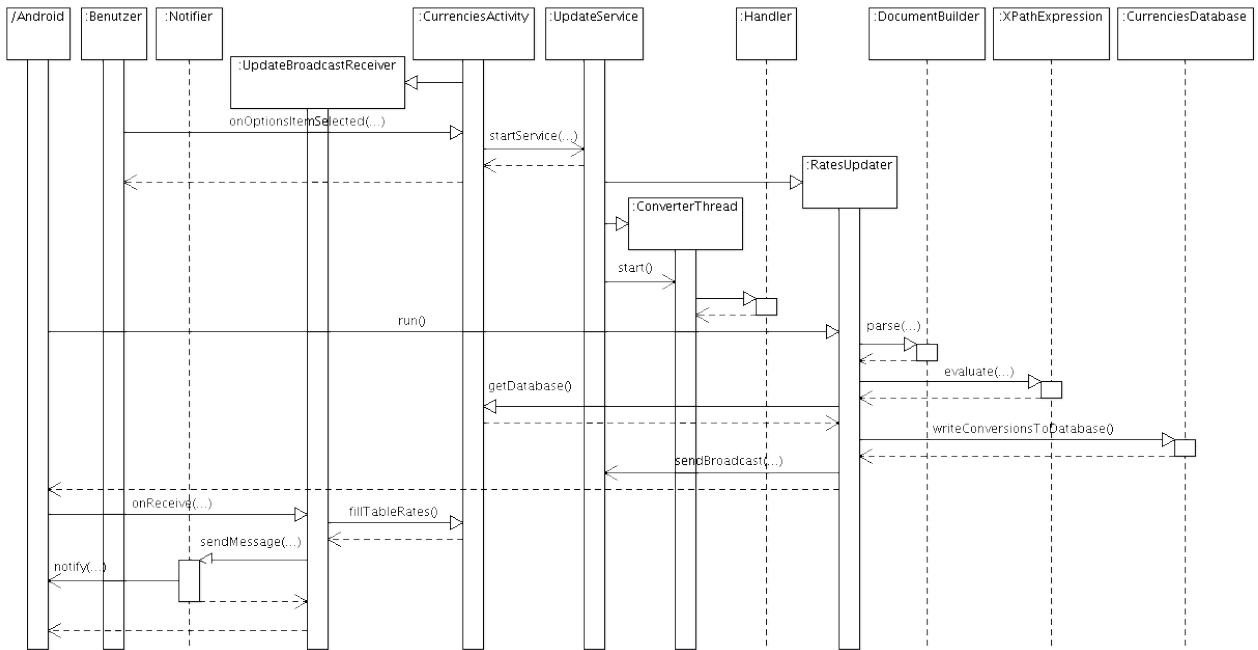 /Android
:Benutzer
:Notifier
:CurrenciesActivity
:UpdateService
:Handler
:DocumentBuilder
:XPathExpression
:CurrenciesDatabase
:UpdateBroadcastReceiver
onOptionsItemSelected(...)
startService(...)
:RatesUpdater
:ConverterThread
start()
run()
parse(...)
evaluate(...)
getDatabase()
writeConversionsToDatabase()
sendBroadcast(...)
onReceive(...)
fillTableRates()
sendMessage(...)
notify(...)